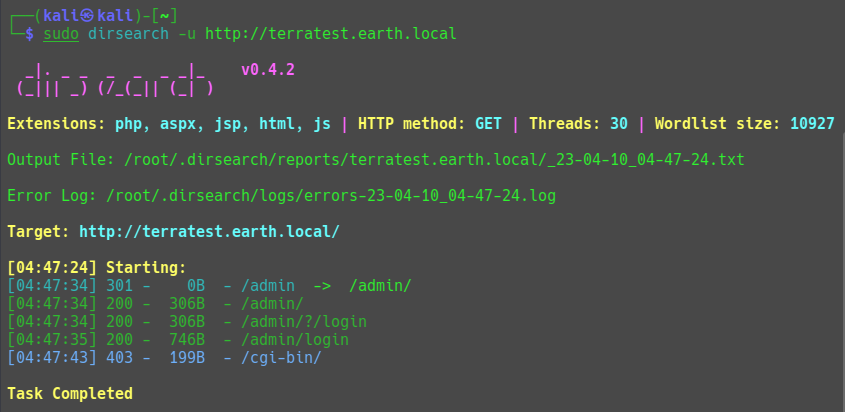 ┌──(kali㉿kali)-[~]
└─$ sudo dirsearch -u http://terratest.earth.local
  _|. _ _  _  _  _ _|_    v0.4.2
 (_||| _) (/_(_|| (_| )
Extensions: php, aspx, jsp, html, js | HTTP method: GET | Threads: 30 | Wordlist size: 10927
Output File: /root/.dirsearch/reports/terratest.earth.local/_23-04-10_04-47-24.txt
Error Log: /root/.dirsearch/logs/errors-23-04-10_04-47-24.log
Target: http://terratest.earth.local/
[04:47:24] Starting:
[04:47:34] 301 -    0B  - /admin  ->  /admin/
[04:47:34] 200 -  306B  - /admin/
[04:47:34] 200 -  306B  - /admin/?/login
[04:47:35] 200 -  746B  - /admin/login
[04:47:43] 403 -  199B  - /cgi-bin/
Task Completed